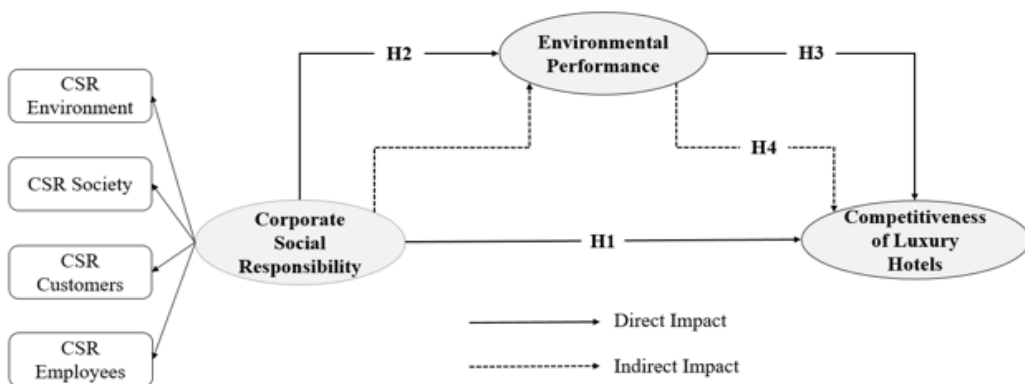 CSR
Environment
CSR Society
CSR
Customers
CSR
Employees
Corporate
Social
Responsibility
H2
Environmental
Performance
H3
H4
H1
Competitiveness
of Luxury
Hotels
Direct Impact
Indirect Impact